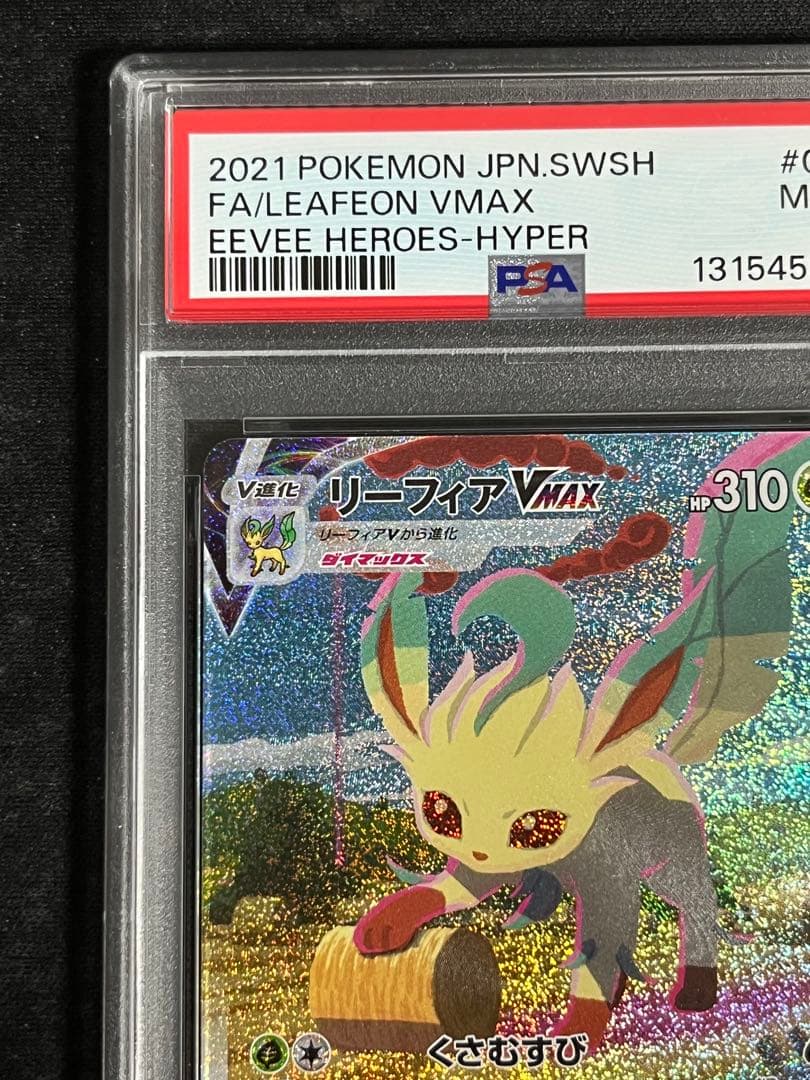 2021 POKEMON JPN.SWSH
FA/LEAFEON VMAX
EEVEE HEROES-HYPER
PSA
131545
V進化
リーフィアVMAX
HP310
リーフィアVから進化
ダイマックス
くさむすび